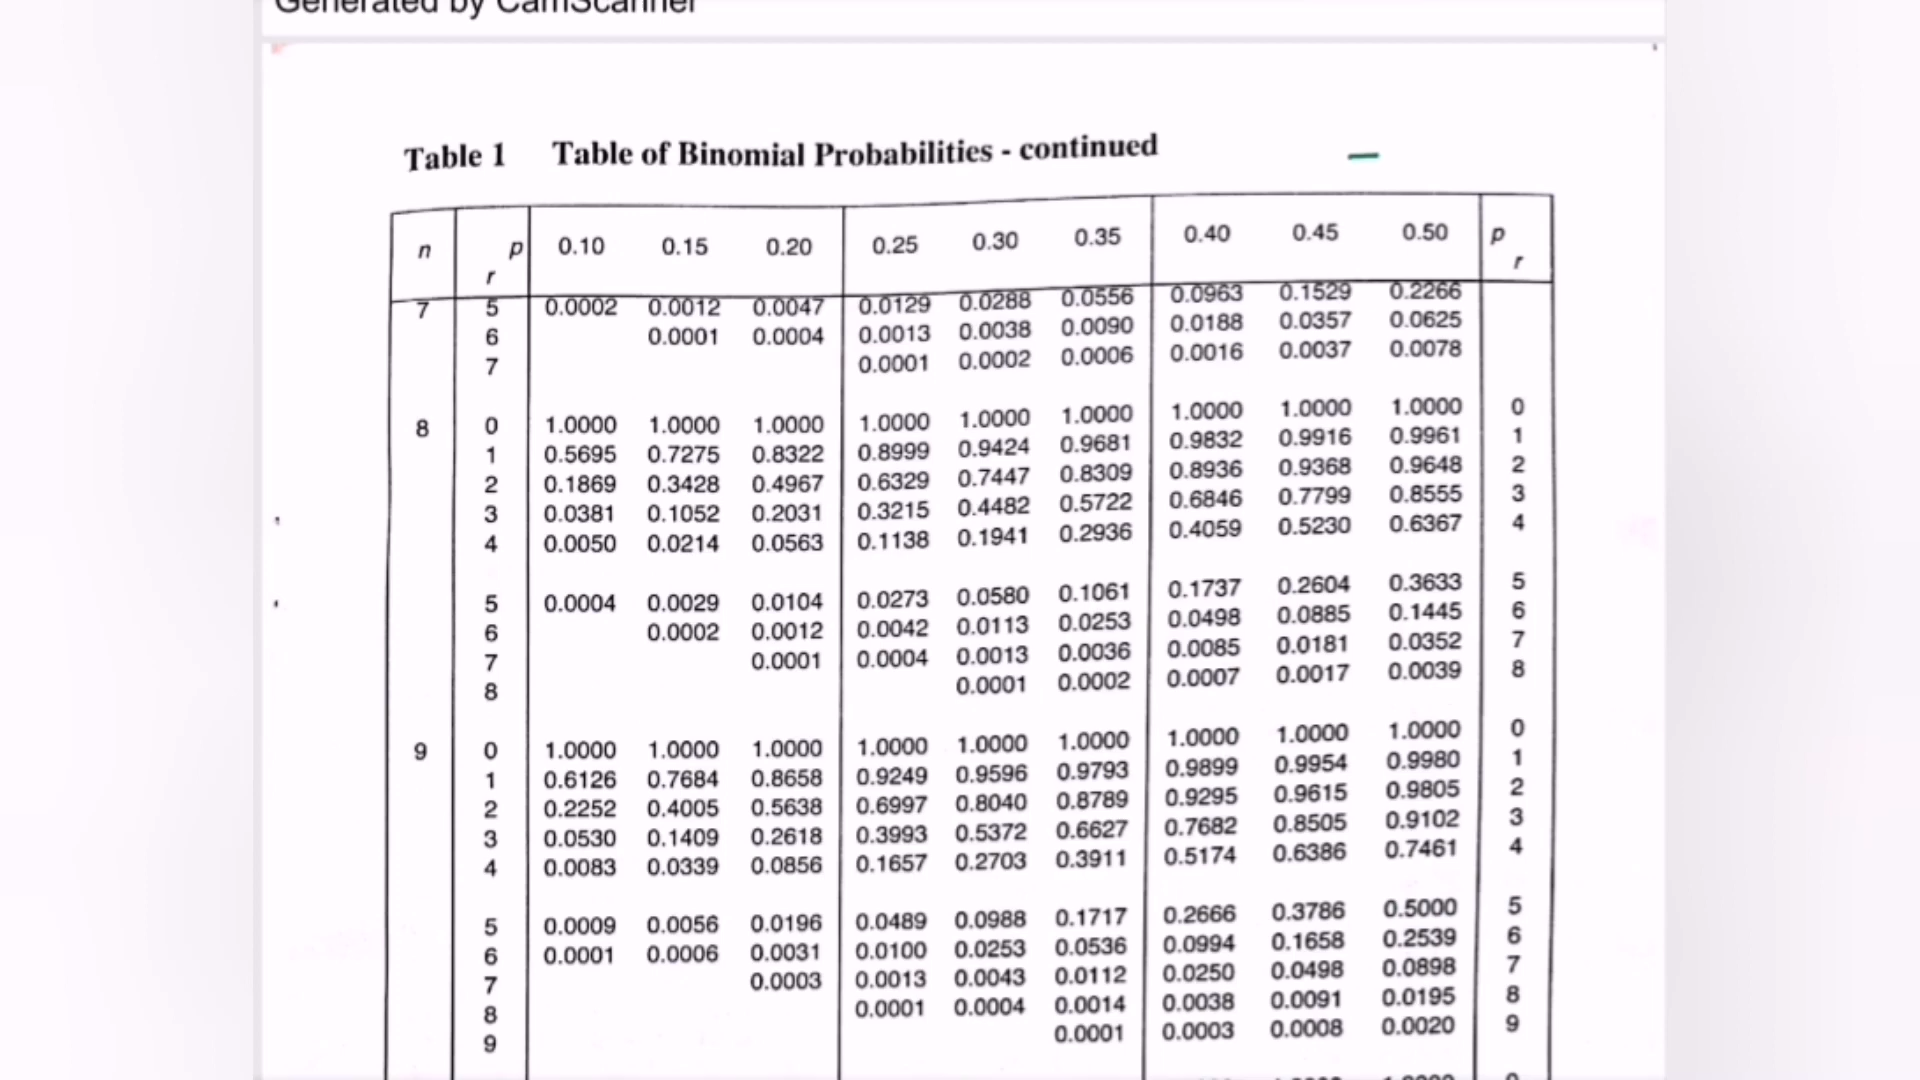 Generated by CamScanner
Table 1 Table of Binomial Probabilities - continued
n p r 0.10 0.15 0.20 0.25 0.30 0.35 0.40 0.45 0.50 p r
7 5 0.0002 0.0012 0.0047 0.0129 0.0288 0.0556 0.0963 0.1529 0.2266
6 0.0001 0.0004 0.0013 0.0038 0.0090 0.0188 0.0357 0.0625
7 0.0001 0.0002 0.0006 0.0016 0.0037 0.0078
8 0 1.0000 1.0000 1.0000 1.0000 1.0000 1.0000 1.0000 1.0000 1.0000 0
1 0.5695 0.7275 0.8322 0.8999 0.9424 0.9681 0.9832 0.9916 0.9961 1
2 0.1869 0.3428 0.4967 0.6329 0.7447 0.8309 0.8936 0.9368 0.9648 2
3 0.0381 0.1052 0.2031 0.3215 0.4482 0.5722 0.6846 0.7799 0.8555 3
4 0.0050 0.0214 0.0563 0.1138 0.1941 0.2936 0.4059 0.5230 0.6367 4
5 0.0004 0.0029 0.0104 0.0273 0.0580 0.1061 0.1737 0.2604 0.3633 5
6 0.0002 0.0012 0.0042 0.0113 0.0253 0.0498 0.0885 0.1445 6
7 0.0001 0.0004 0.0013 0.0036 0.0085 0.0181 0.0352 7
8 0.0001 0.0002 0.0007 0.0017 0.0039 8
9 0 1.0000 1.0000 1.0000 1.0000 1.0000 1.0000 1.0000 1.0000 1.0000 0
1 0.6126 0.7684 0.8658 0.9249 0.9596 0.9793 0.9899 0.9954 0.9980 1
2 0.2252 0.4005 0.5638 0.6997 0.8040 0.8789 0.9295 0.9615 0.9805 2
3 0.0530 0.1409 0.2618 0.3993 0.5372 0.6627 0.7682 0.8505 0.9102 3
4 0.0083 0.0339 0.0856 0.1657 0.2703 0.3911 0.5174 0.6386 0.7461 4
5 0.0009 0.0056 0.0196 0.0489 0.0988 0.1717 0.2666 0.3786 0.5000 5
6 0.0001 0.0006 0.0031 0.0100 0.0253 0.0536 0.0994 0.1658 0.2539 6
7 0.0003 0.0013 0.0043 0.0112 0.0250 0.0498 0.0898 7
8 0.0001 0.0004 0.0014 0.0038 0.0091 0.0195 8
9 0.0001 0.0003 0.0008 0.0020 9